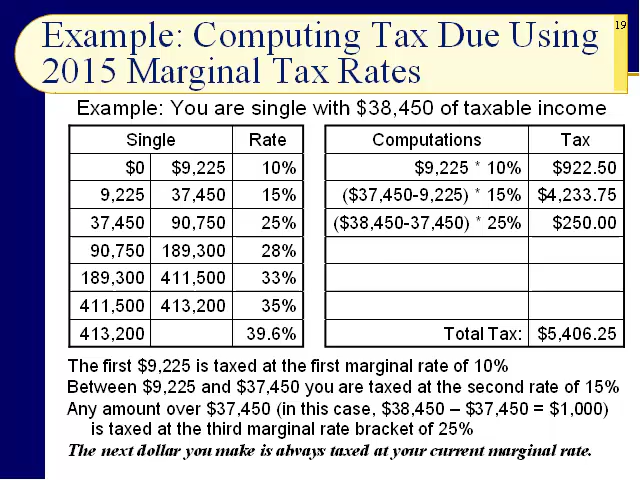 19
Example: Computing Tax Due Using
2015 Marginal Tax Rates
Example: You are single with $38,450 of taxable income
Single Rate Computations Tax
$0 $9,225 10% $9,225 * 10% $922.50
9,225 37,450 15% ($37,450-9,225) * 15% $4,233.75
37,450 90,750 25% ($38,450-37,450) * 25% $250.00
90,750 189,300 28%
189,300 411,500 33%
411,500 413,200 35%
413,200 39.6% Total Tax: $5,406.25
The first $9,225 is taxed at the first marginal rate of 10%
Between $9,225 and $37,450 you are taxed at the second rate of 15%
Any amount over $37,450 (in this case, $38,450 – $37,450 = $1,000)
is taxed at the third marginal rate bracket of 25%
The next dollar you make is always taxed at your current marginal rate.